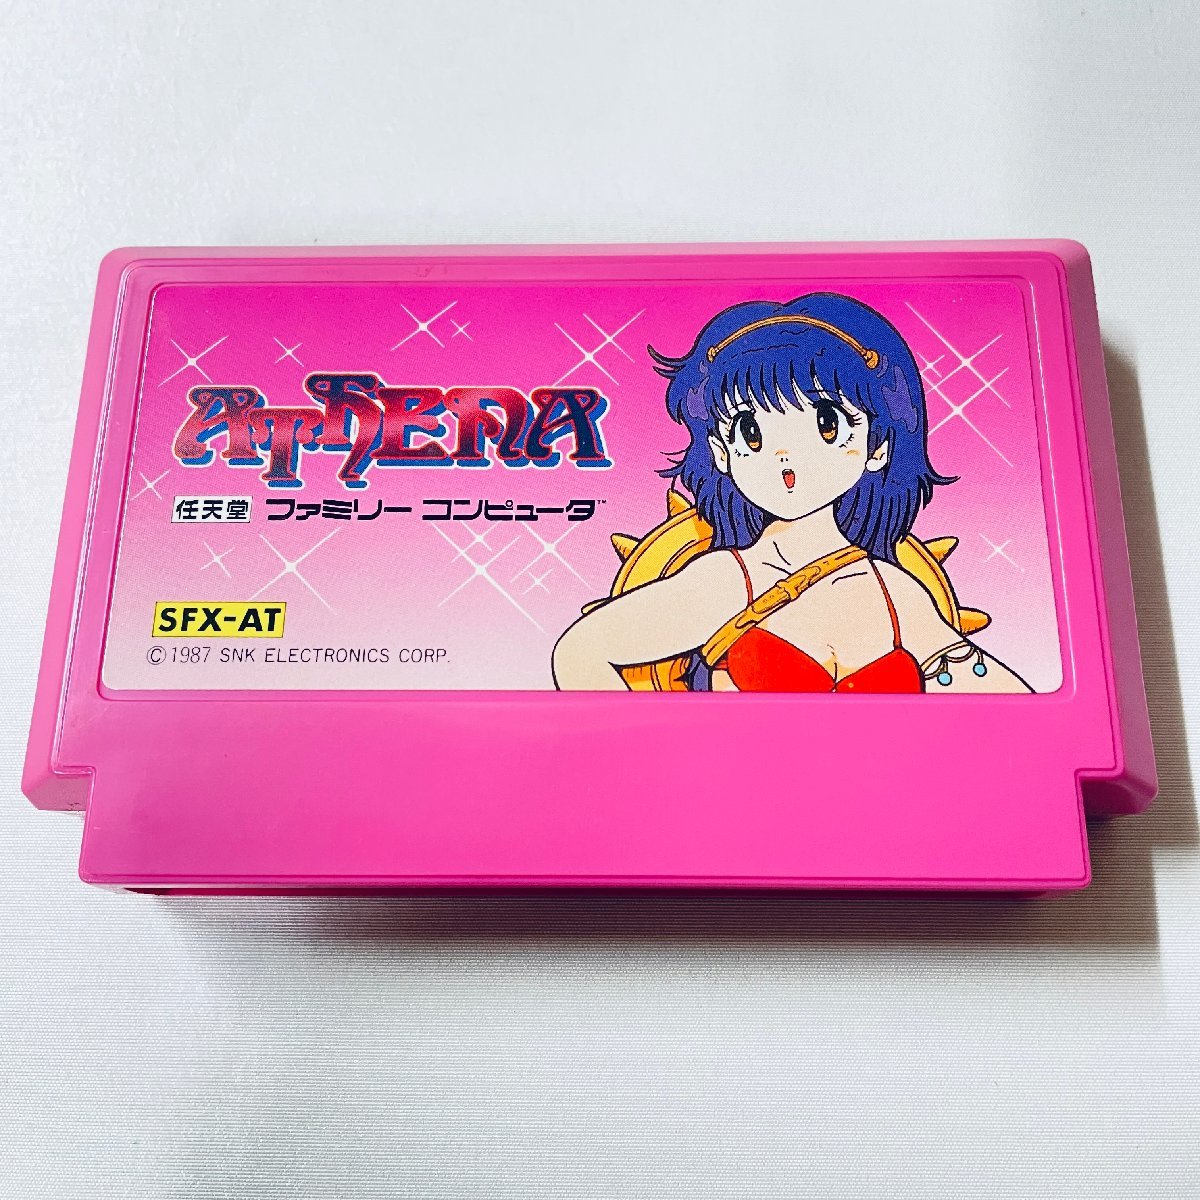 ATHENA
任天堂 ファミリーコンピュータ™
SFX-AT
© 1987 SNK ELECTRONICS CORP.